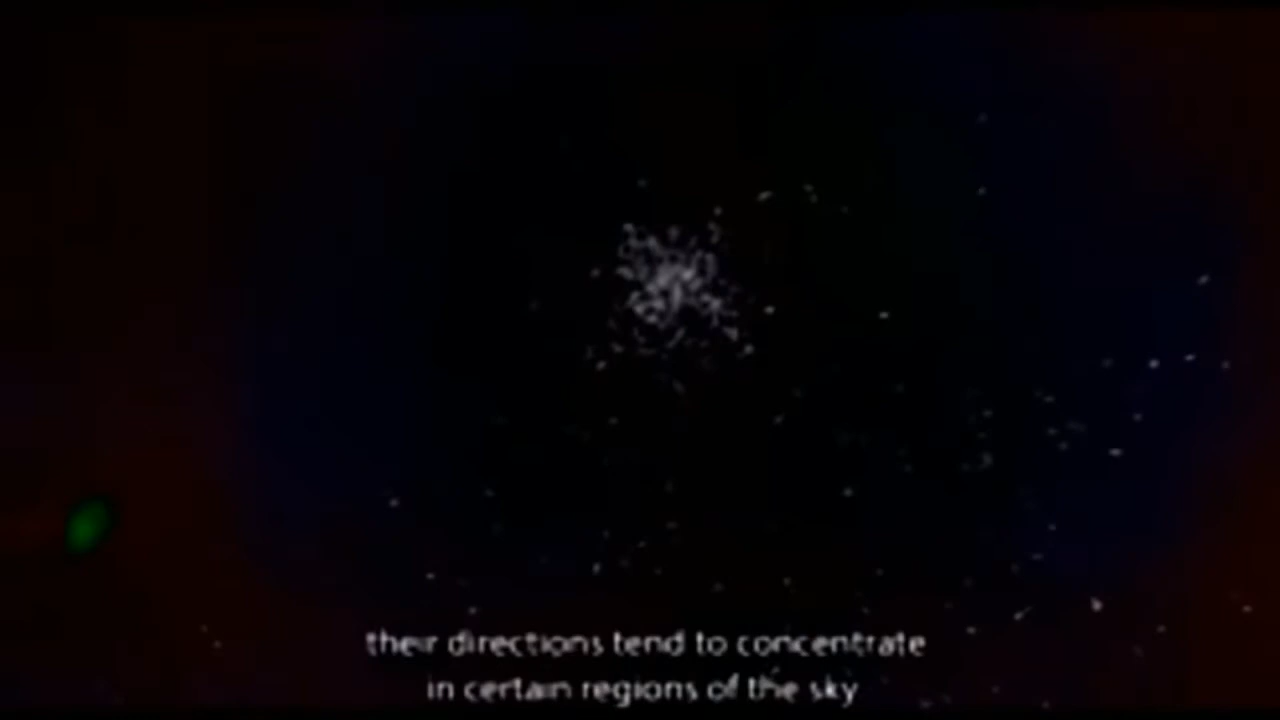 their directions tend to concentrate
in certain regions of the sky